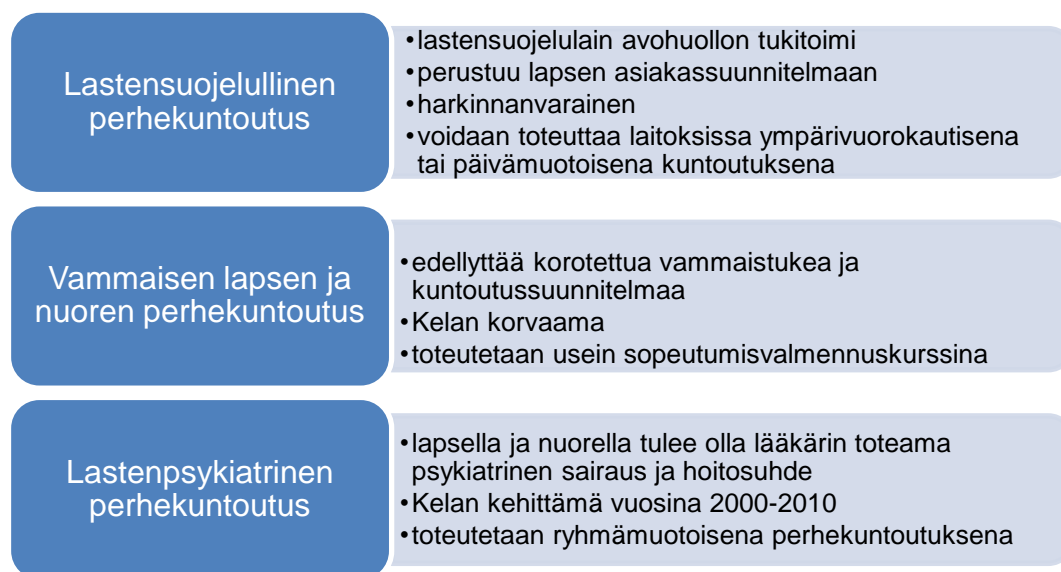 Lastensuojelullinen
perhekuntoutus
•lastensuojelulain avohuollon tukitoimi
•perustuu lapsen asiakassuunnitelmaan
•harkinnanvarainen
•voidaan toteuttaa laitoksissa ympärivuorokautisena
tai päivämuotoisena kuntoutuksena
Vammaisen lapsen ja
nuoren perhekuntoutus
•edellyttää korotettua vammaistukea ja
kuntoutussuunnitelmaa
•Kelan korvaama
•toteutetaan usein sopeutumisvalmennuskurssina
Lastenpsykiatrinen
perhekuntoutus
•lapsella ja nuorella tulee olla lääkärin toteama
psykiatrinen sairaus ja hoitosuhde
•Kelan kehittämä vuosina 2000-2010
•toteutetaan ryhmämuotoisena perhekuntoutuksena